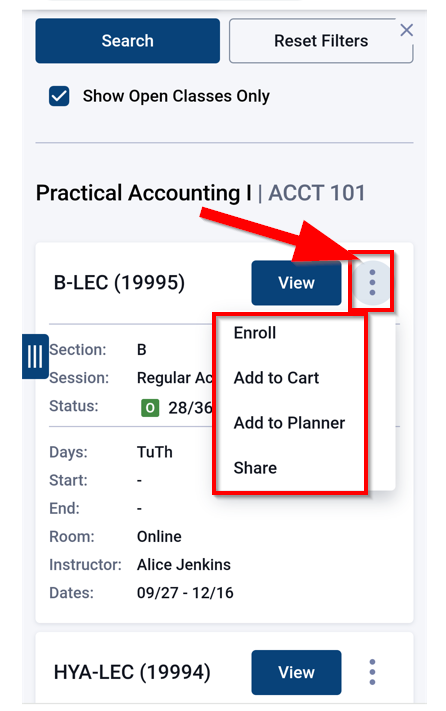 Search Reset Filters
Show Open Classes Only
Practical Accounting I | ACCT 101
B-LEC (19995) View
Enroll
Add to Cart
Add to Planner
Share
Section: B
Session: Regular
Status: O 28/36
Days: TuTh
Start: -
End: -
Room: Online
Instructor: Alice Jenkins
Dates: 09/27 - 12/16
HYA-LEC (19994) View